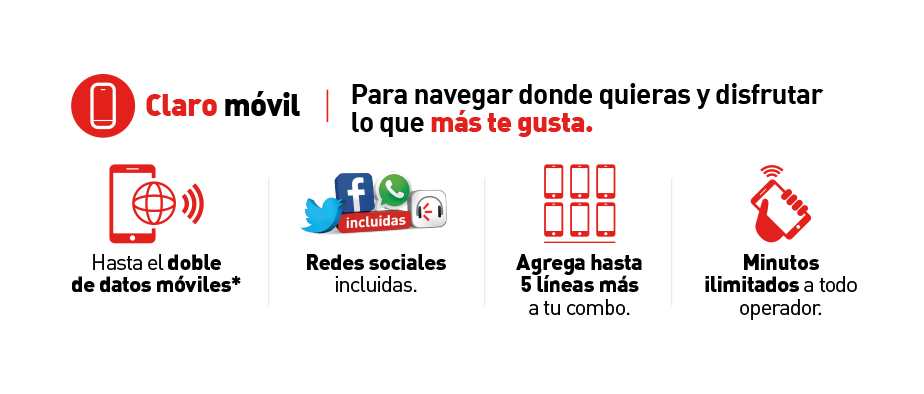 Claro móvil
Para navegar donde quieras y disfrutar
lo que más te gusta.
incluidas
Hasta el doble
de datos móviles*
Redes sociales
incluidas.
Agrega hasta
5 líneas más
a tu combo.
Minutos
ilimitados a todo
operador.